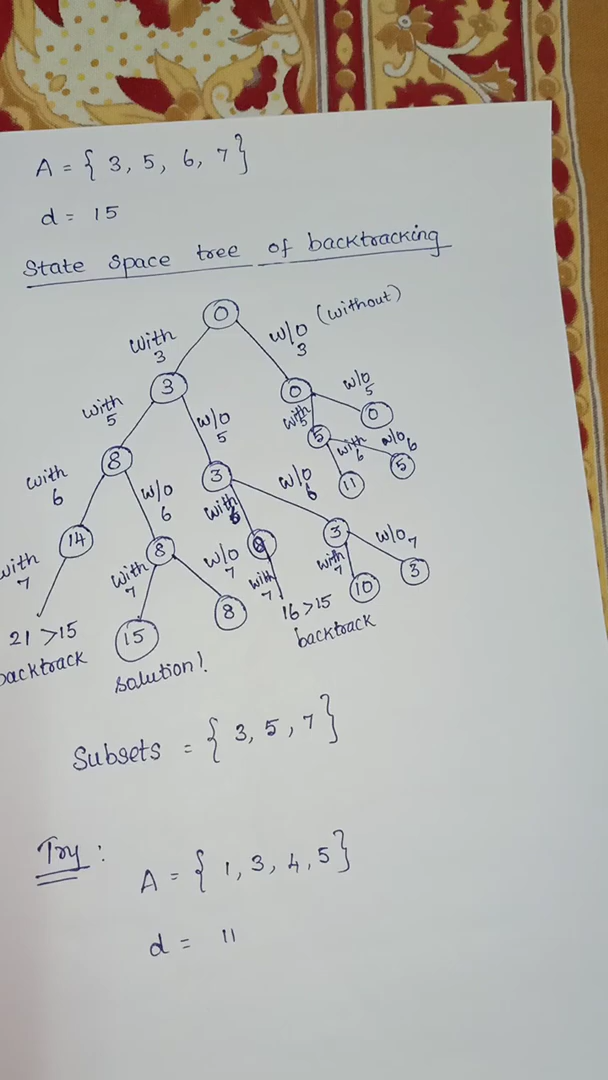 A = { 3, 5, 6, 7 }
d = 15
State space tree of backtracking
0
with 3
w/o 3 (without)
3
0
with 5
w/o 5
with 5
w/o 5
8
3
5
0
with 6
w/o 6
with 6
w/o 6
with 6
w/o 6
14
8
3
11
5
with 7
with 7
w/o 7
with 7
with 7
w/o 7
21 >15
backtrack
15
8
16 >15
backtrack
10
3
solution!
Subsets = { 3, 5, 7 }
Try :
A = { 1, 3, 4, 5 }
d = 11